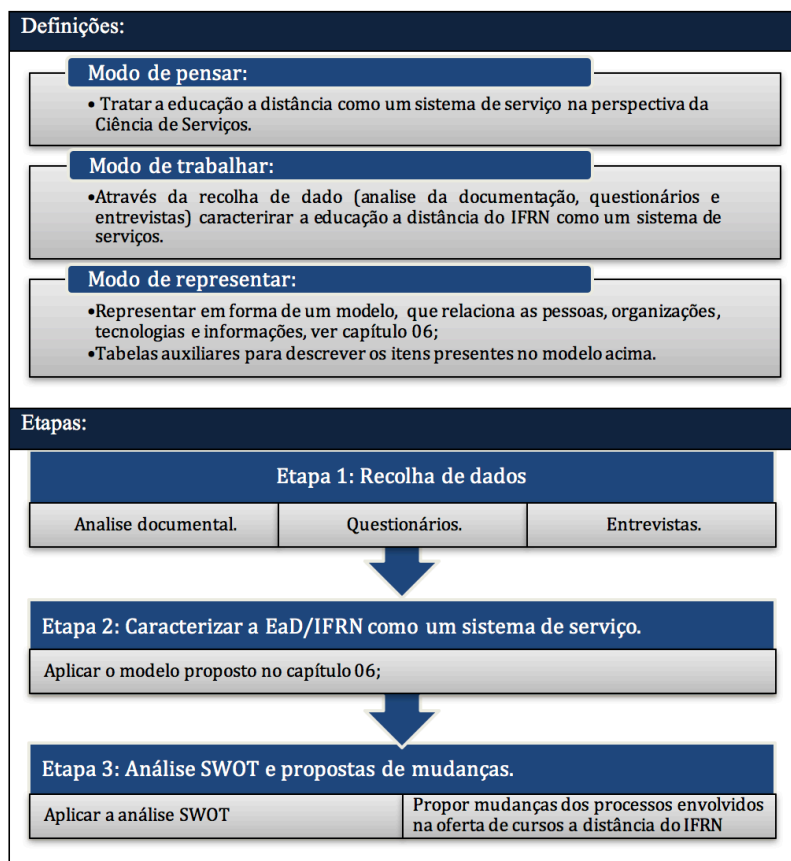 Definições:
Modo de pensar:
• Tratar a educação a distância como um sistema de serviço na perspectiva da
Ciência de Serviços.
Modo de trabalhar:
•Através da recolha de dado (analise da documentação, questionários e
entrevistas) caracterirar a educação a distância do IFRN como um sistema de
serviços.
Modo de representar:
•Representar em forma de um modelo, que relaciona as pessoas, organizações,
tecnologias e informações, ver capítulo 06;
•Tabelas auxiliares para descrever os itens presentes no modelo acima.
Etapas:
Etapa 1: Recolha de dados
Analise documental.
Questionários.
Entrevistas.
Etapa 2: Caracterizar a EaD/IFRN como um sistema de serviço.
Aplicar o modelo proposto no capítulo 06;
Etapa 3: Análise SWOT e propostas de mudanças.
Aplicar a análise SWOT
Propor mudanças dos processos envolvidos
na oferta de cursos a distância do IFRN